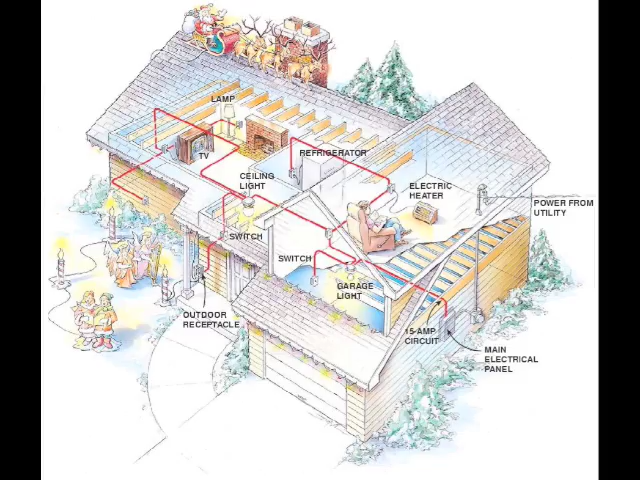 LAMP
TV
REFRIGERATOR
CEILING
LIGHT
ELECTRIC
HEATER
POWER FROM
UTILITY
SWITCH
SWITCH
GARAGE
LIGHT
OUTDOOR
RECEPTACLE
15-AMP
CIRCUIT
MAIN
ELECTRICAL
PANEL